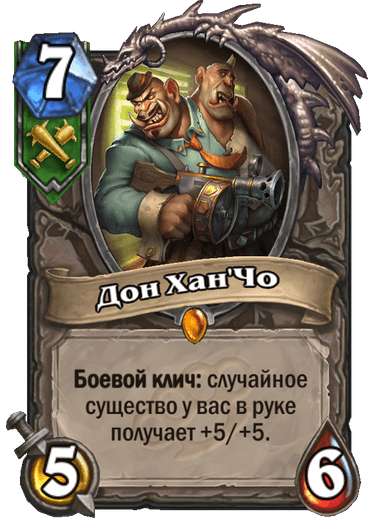 7
Дон Хан'Чо
Боевой клич: случайное
существо у вас в руке
получает +5/+5.
5
6